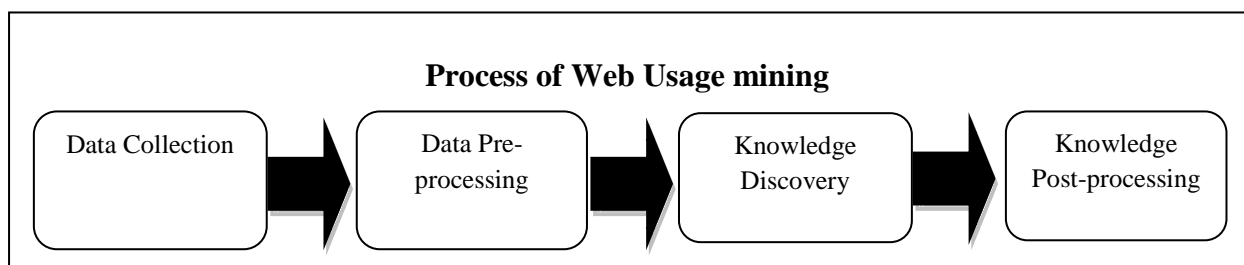 Process of Web Usage mining
Data Collection
Data Pre-
processing
Knowledge
Discovery
Knowledge
Post-processing